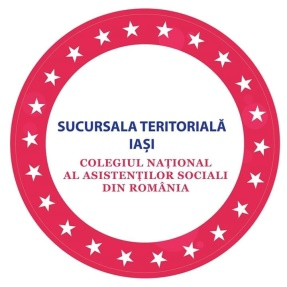 SUCURSALA TERITORIALĂ
IAȘI
COLEGIUL NAȚIONAL
AL ASISTENȚILOR SOCIALI
DIN ROMÂNIA